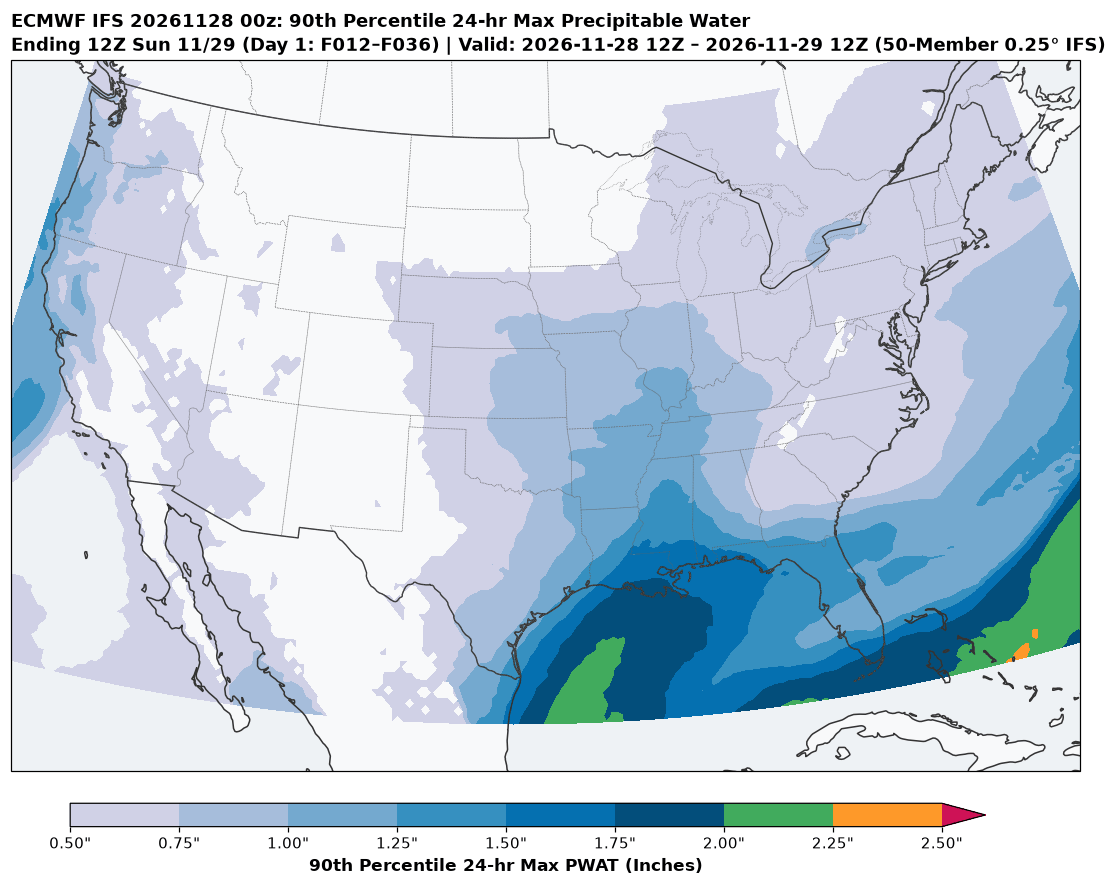 ECMWF IFS 20261128 00z: 90th Percentile 24-hr Max Precipitable Water
Ending 12Z Sun 11/29 (Day 1: F012–F036) | Valid: 2026-11-28 12Z – 2026-11-29 12Z (50-Member 0.25° IFS)
0.50" 0.75" 1.00" 1.25" 1.50" 1.75" 2.00" 2.25" 2.50"
90th Percentile 24-hr Max PWAT (Inches)